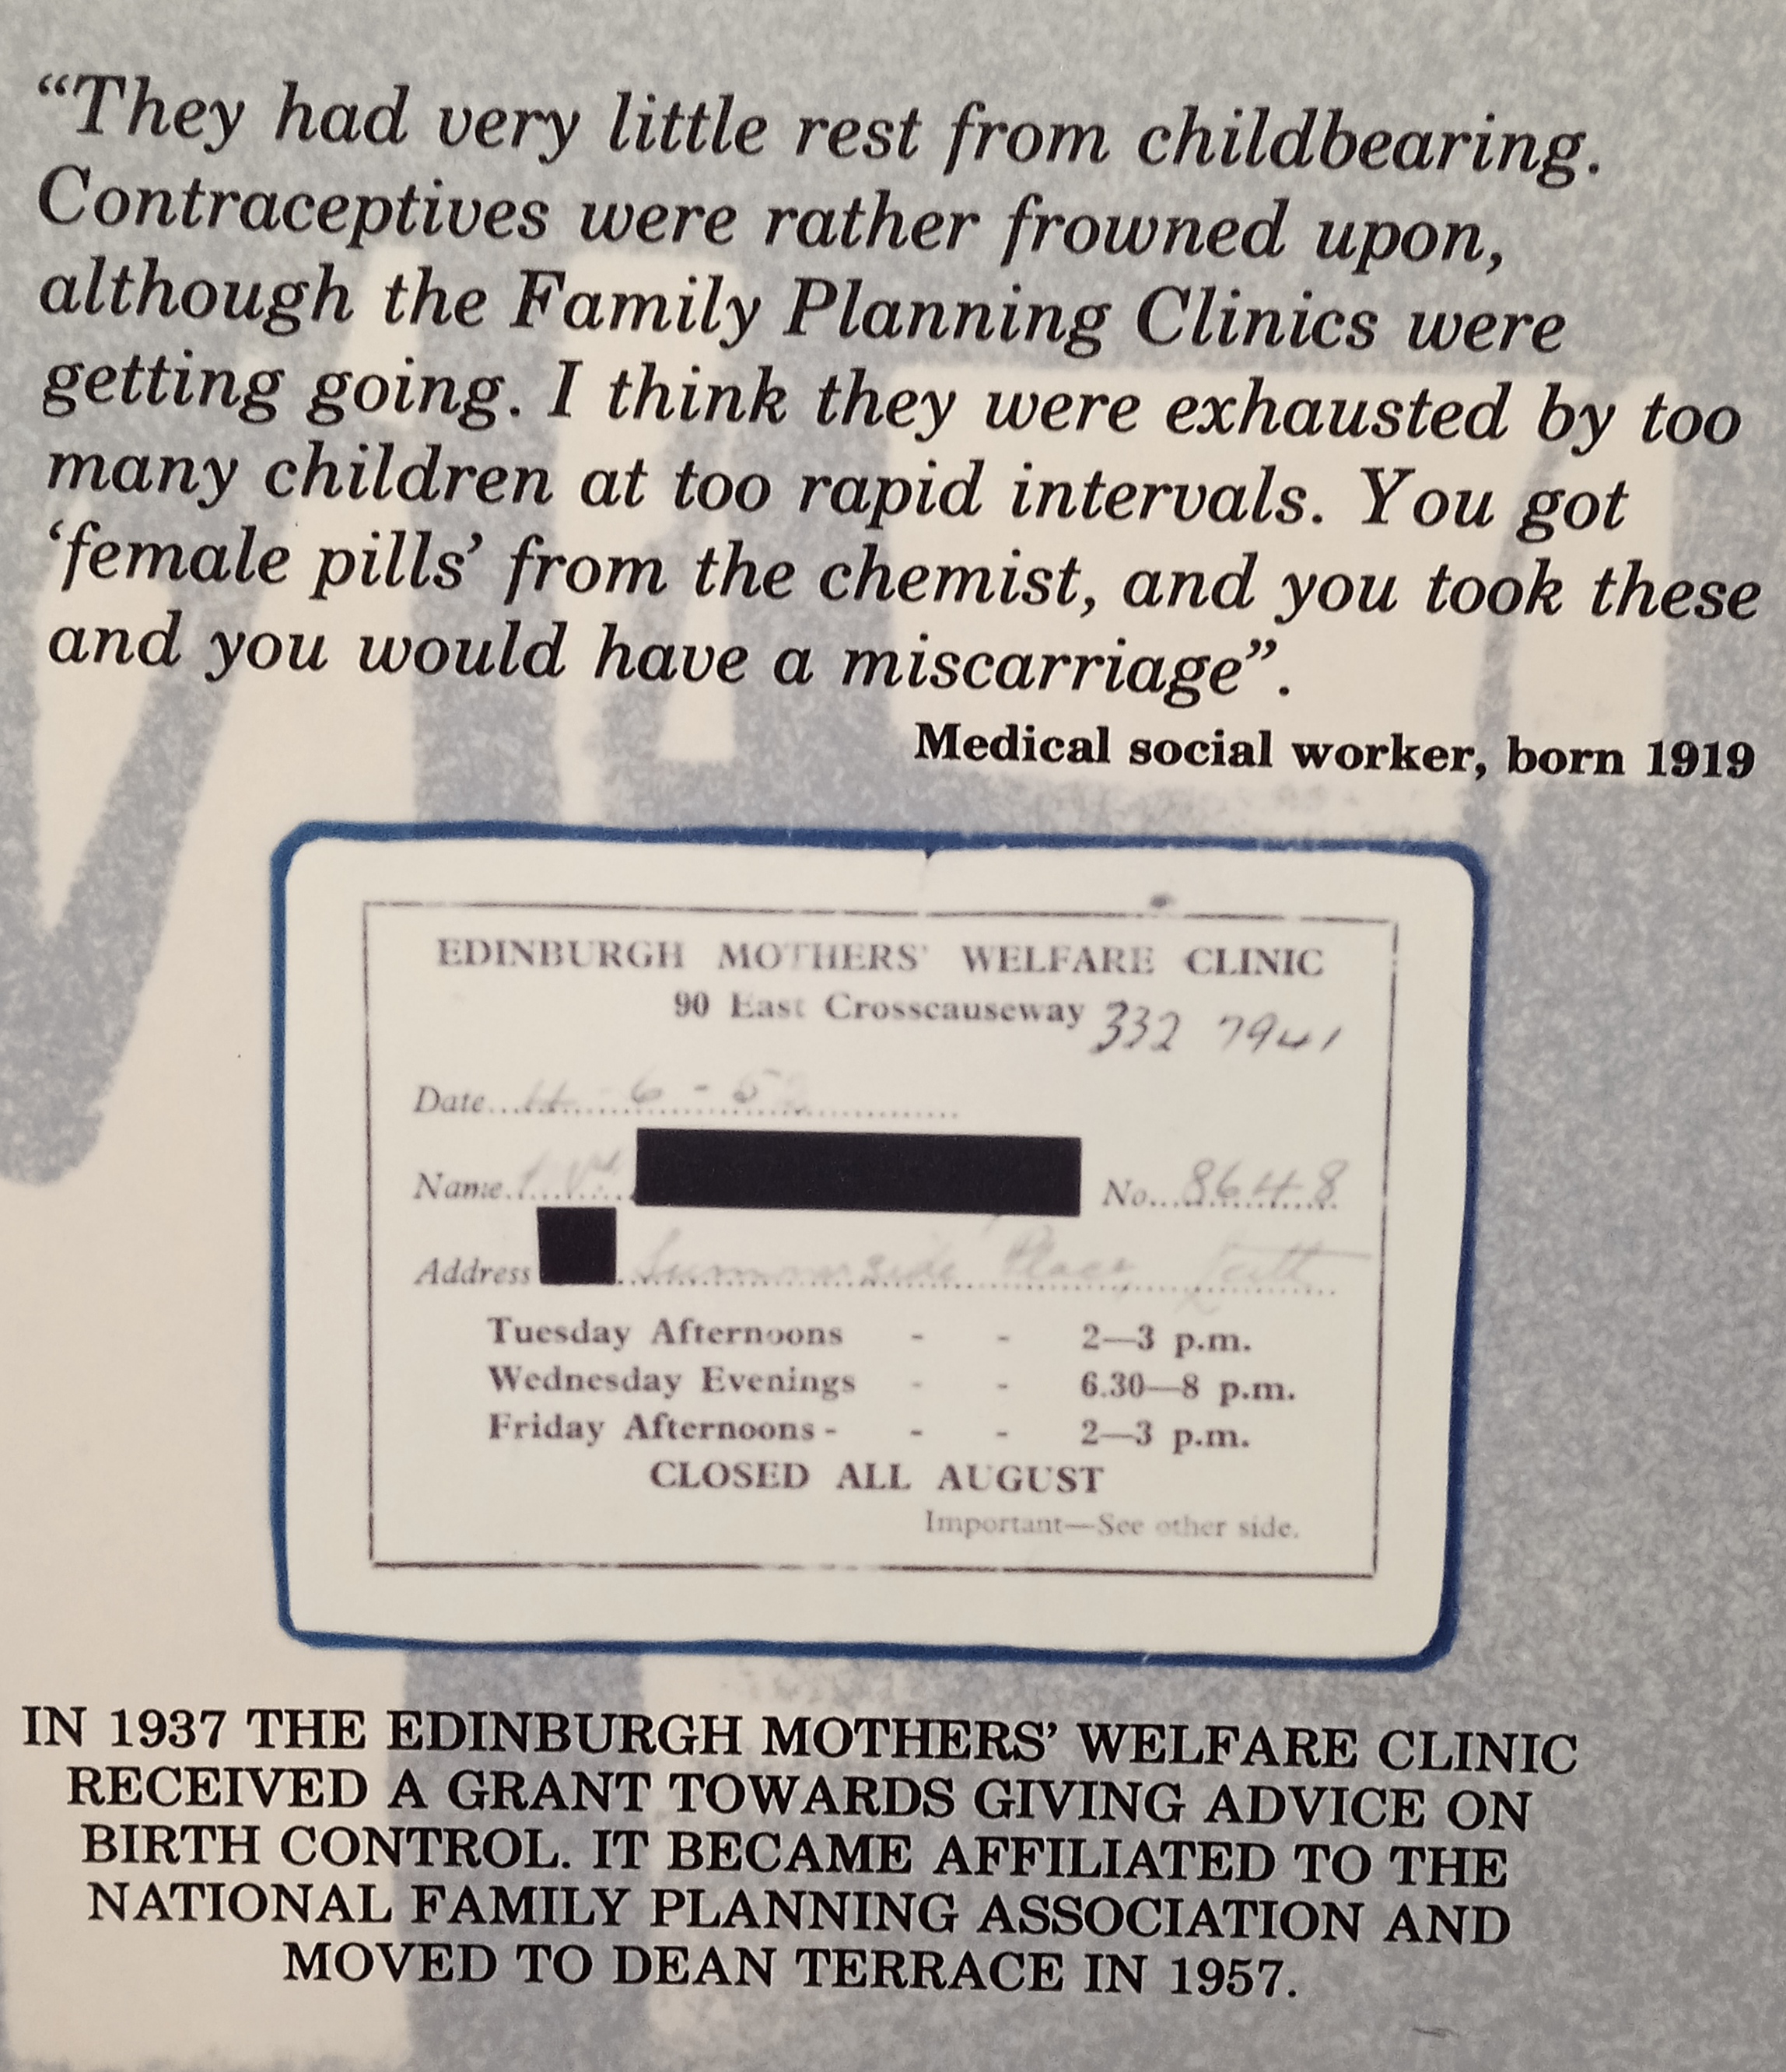 “They had very little rest from childbearing.
Contraceptives were rather frowned upon,
although the Family Planning Clinics were
getting going. I think they were exhausted by too
many children at too rapid intervals. You got
‘female pills’ from the chemist, and you took these
and you would have a miscarriage”.
Medical social worker, born 1919
EDINBURGH MOTHERS' WELFARE CLINIC
90 East Crosscauseway 332 7941
Date
Name No. 8648
Address Place
Tuesday Afternoons - - 2—3 p.m.
Wednesday Evenings - - 6.30—8 p.m.
Friday Afternoons - - - 2—3 p.m.
CLOSED ALL AUGUST
Important—See other side.
IN 1937 THE EDINBURGH MOTHERS’ WELFARE CLINIC
RECEIVED A GRANT TOWARDS GIVING ADVICE ON
BIRTH CONTROL. IT BECAME AFFILIATED TO THE
NATIONAL FAMILY PLANNING ASSOCIATION AND
MOVED TO DEAN TERRACE IN 1957.